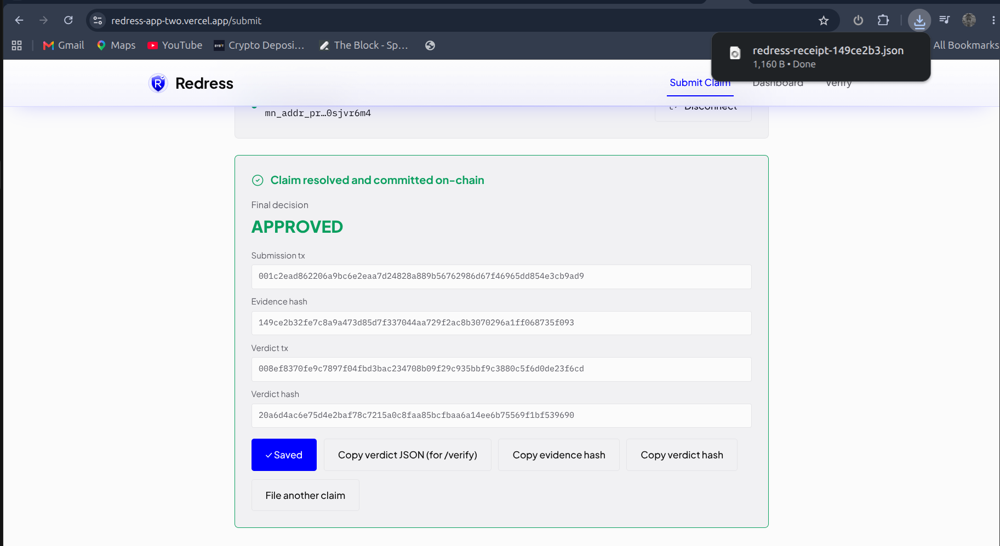 redress-app-two.vercel.app/submit
Gmail
Maps
YouTube
Crypto Deposi...
The Block - Sp...
All Bookmarks
redress-receipt-149ce2b3.json
1,160 B • Done
Redress
Submit Claim
Dashboard
Verify
mn_addr_pr…0sjvr6m4
Disconnect
Claim resolved and committed on-chain
Final decision
APPROVED
Submission tx
001c2ead862206a9bc6e2eaa7d24828a889b56762986d67f46965dd854e3cb9ad9
Evidence hash
149ce2b32fe7c8a9a473d85d7f337044aa729f2ac8b3070296a1ff068735f093
Verdict tx
008ef8370fe9c7897f04fbd3bac234708b09f29c935bbf9c3880c5f6d0de23f6cd
Verdict hash
20a6d4ac6e75d4e2baf78c7215a0c8faa85bcfbaa6a14ee6b75569f1bf539690
Saved
Copy verdict JSON (for /verify)
Copy evidence hash
Copy verdict hash
File another claim